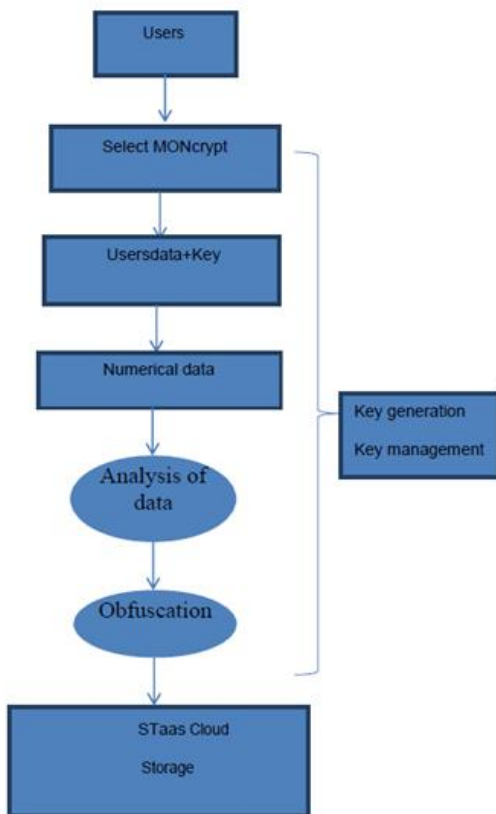 Users
Select MONcrypt
Usersdata+Key
Numerical data
Analysis of
data
Obfuscation
Key generation
Key management
STaas Cloud
Storage